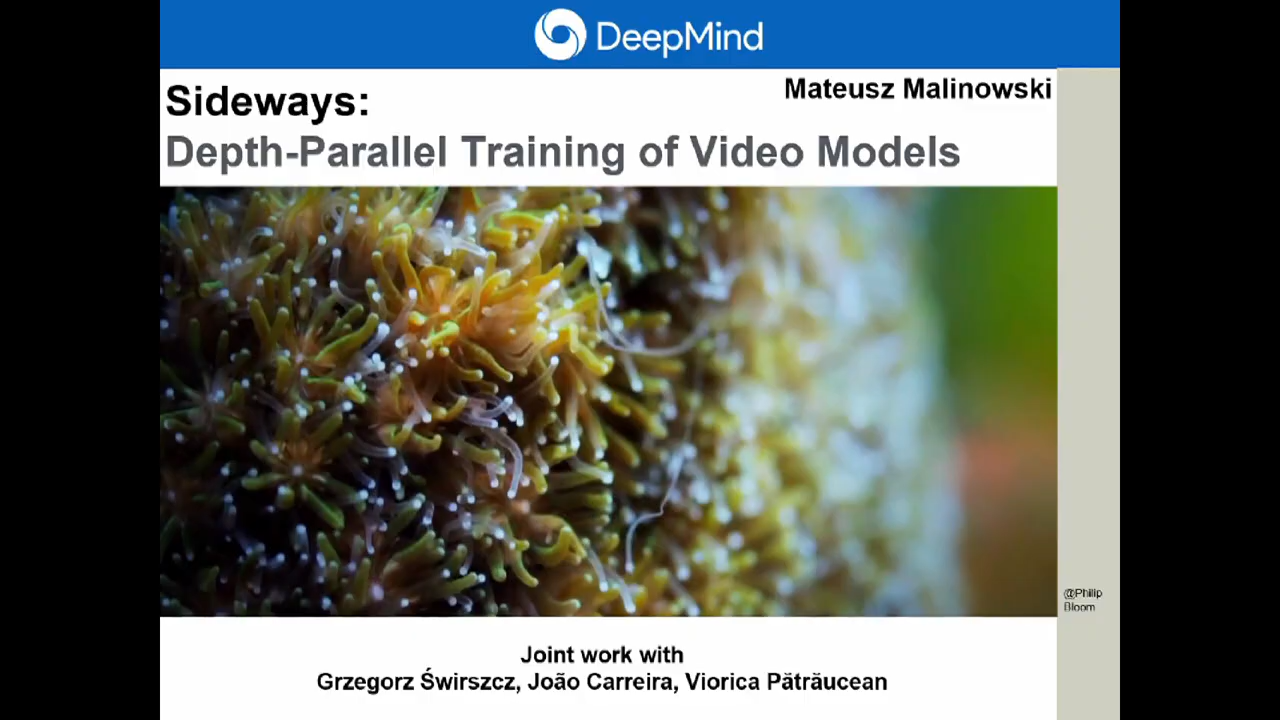 DeepMind
Mateusz Malinowski
Sideways:
Depth-Parallel Training of Video Models
@Philip
Bloom
Joint work with
Grzegorz Świrszcz, João Carreira, Viorica Pătrăucean